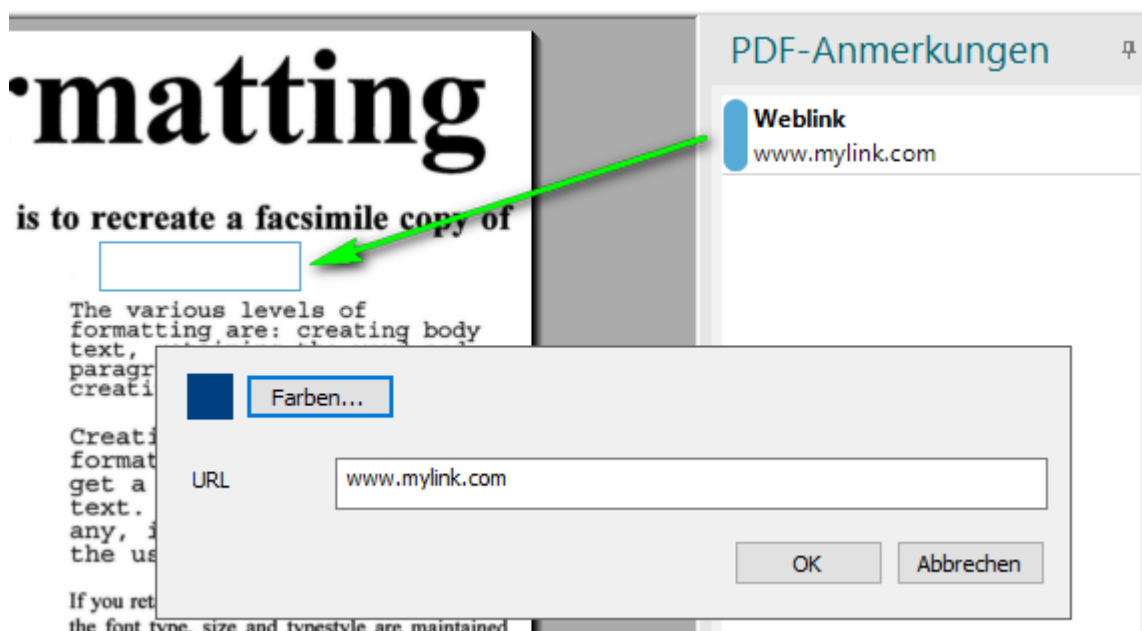 rmatting
is to recreate a facsimile copy of
The various levels of
formatting are: creating body
text,
paragr
creati
Creati
format
get a
text.
any, i
the us
If you ret
the font type, size and typestyle are maintained
PDF-Anmerkungen
Weblink
www.mylink.com
Farben...
URL
www.mylink.com
OK
Abbrechen